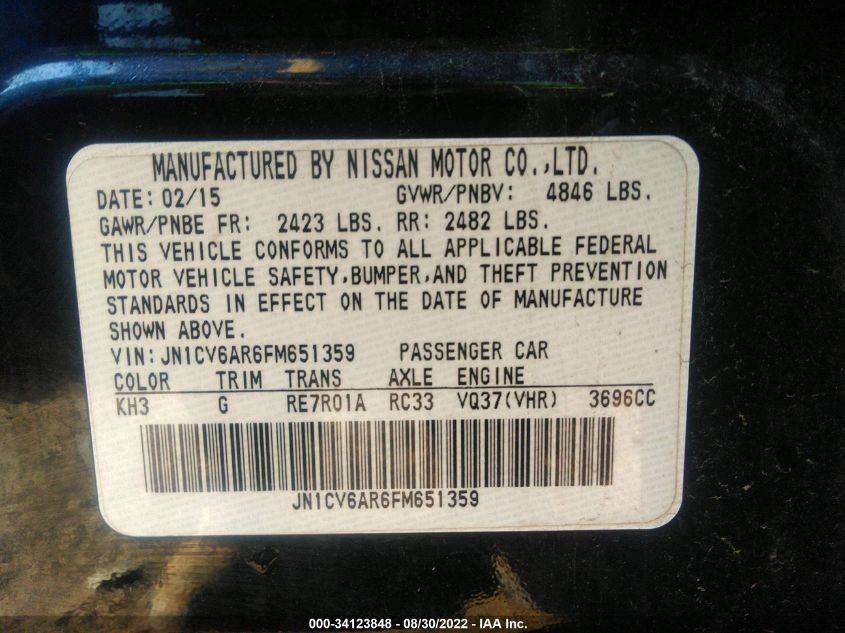 MANUFACTURED BY NISSAN MOTOR CO.,LTD.
DATE: 02/15 GVWR/PNBV: 4846 LBS.
GAWR/PNBE FR: 2423 LBS. RR: 2482 LBS.
THIS VEHICLE CONFORMS TO ALL APPLICABLE FEDERAL
MOTOR VEHICLE SAFETY,BUMPER,AND THEFT PREVENTION
STANDARDS IN EFFECT ON THE DATE OF MANUFACTURE
SHOWN ABOVE.
VIN:JN1CV6AR6FM651359 PASSENGER CAR
COLOR TRIM TRANS AXLE ENGINE
KH3 G RE7R01A RC33 VQ37(VHR) 3696CC
JN1CV6AR6FM651359
000-34123848 - 08/30/2022 - IAA Inc.